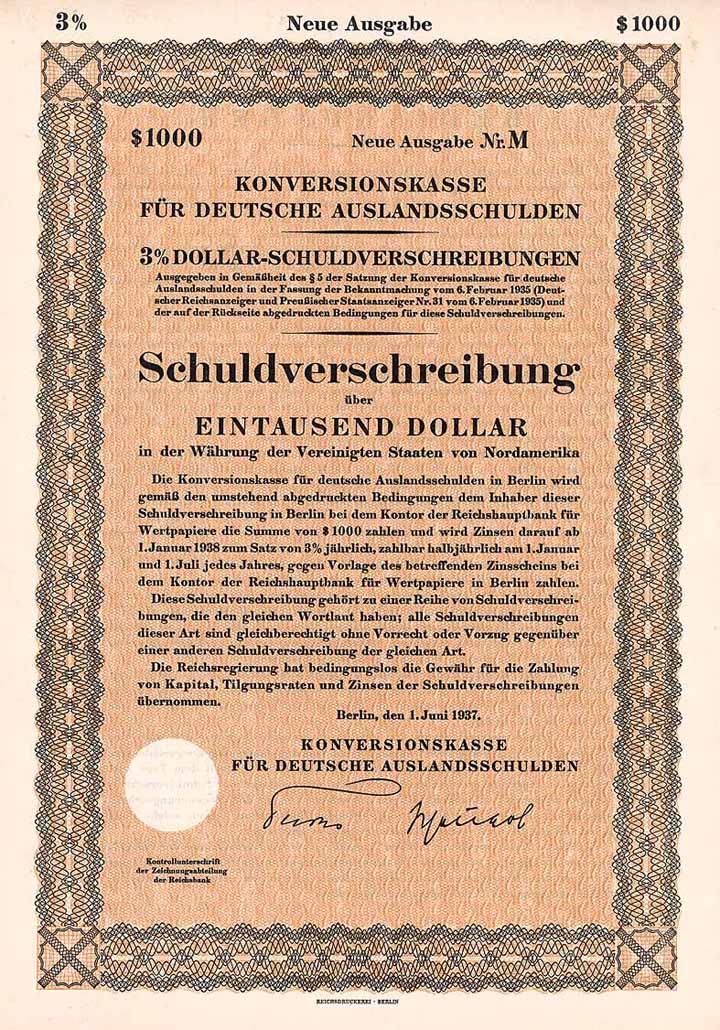 3% Neue Ausgabe $1000
$1000 Neue Ausgabe Nr. M
KONVERSIONSKASSE
FÜR DEUTSCHE AUSLANDSSCHULDEN
3% DOLLAR-SCHULDVERSCHREIBUNGEN
Ausgegeben in Gemäßheit des § 5 der Satzung der Konversionskasse für deutsche
Auslandsschulden in der Fassung der Bekanntmachung vom 6. Februar 1935 (Deut-
scher Reichsanzeiger und Preußischer Staatsanzeiger Nr. 31 vom 6. Februar 1935) und
der auf der Rückseite abgedruckten Bedingungen für diese Schuldverschreibungen.
Schuldverschreibung
über
EINTAUSEND DOLLAR
in der Währung der Vereinigten Staaten von Nordamerika
Die Konversionskasse für deutsche Auslandsschulden in Berlin wird
gemäß den umstehend abgedruckten Bedingungen dem Inhaber dieser
Schuldverschreibung in Berlin bei dem Kontor der Reichshauptbank für
Wertpapiere die Summe von $ 1000 zahlen und wird Zinsen darauf ab
1. Januar 1938 zum Satz von 3% jährlich, zahlbar halbjährlich am 1. Januar
und 1. Juli jedes Jahres, gegen Vorlage des betreffenden Zinsscheins bei
dem Kontor der Reichshauptbank für Wertpapiere in Berlin zahlen.
Diese Schuldverschreibung gehört zu einer Reihe von Schuldverschrei-
bungen, die den gleichen Wortlaut haben; alle Schuldverschreibungen
dieser Art sind gleichberechtigt ohne Vorrecht oder Vorzug gegenüber
einer anderen Schuldverschreibung der gleichen Art.
Die Reichsregierung hat bedingungslos die Gewähr für die Zahlung
von Kapital, Tilgungsraten und Zinsen der Schuldverschreibungen
übernommen.
Berlin, den 1. Juni 1937.
KONVERSIONSKASSE
FÜR DEUTSCHE AUSLANDSSCHULDEN
Kontrollunterschrift
der Zeichnungsabteilung
der Reichsbank
REICHSDRUCKEREI · BERLIN